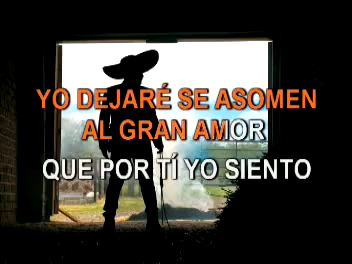 YO DEJARÉ SE ASOMEN
AL GRAN AMOR
QUE POR TÍ YO SIENTO